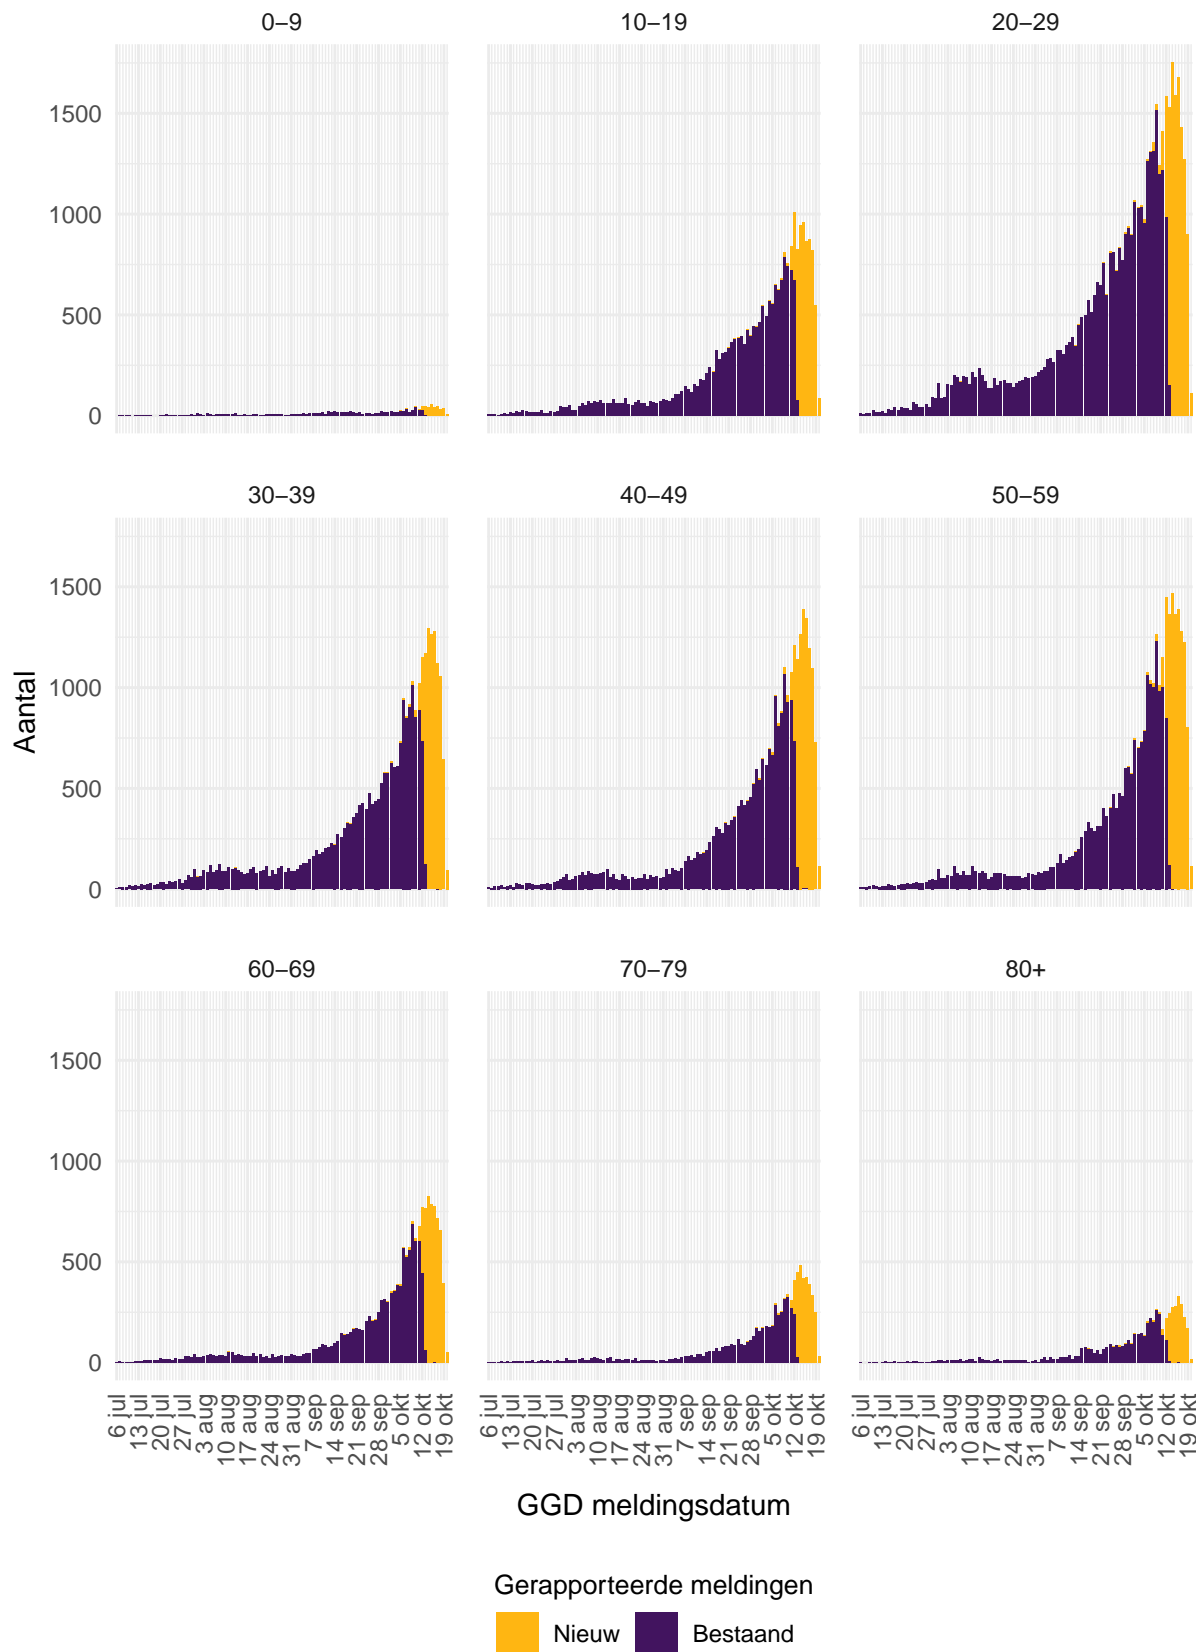 0–9 10–19 20–29
1500
1000
500
0
30–39 40–49 50–59
1500
1000
500
0
Aantal
60–69 70–79 80+
1500
1000
500
0
6 jul 13 jul 20 jul 27 jul 3 aug 10 aug 17 aug 24 aug 31 aug 7 sep 14 sep 21 sep 28 sep 5 okt 12 okt 19 okt
6 jul 13 jul 20 jul 27 jul 3 aug 10 aug 17 aug 24 aug 31 aug 7 sep 14 sep 21 sep 28 sep 5 okt 12 okt 19 okt
6 jul 13 jul 20 jul 27 jul 3 aug 10 aug 17 aug 24 aug 31 aug 7 sep 14 sep 21 sep 28 sep 5 okt 12 okt 19 okt
GGD meldingsdatum
Gerapporteerde meldingen
Nieuw Bestaand